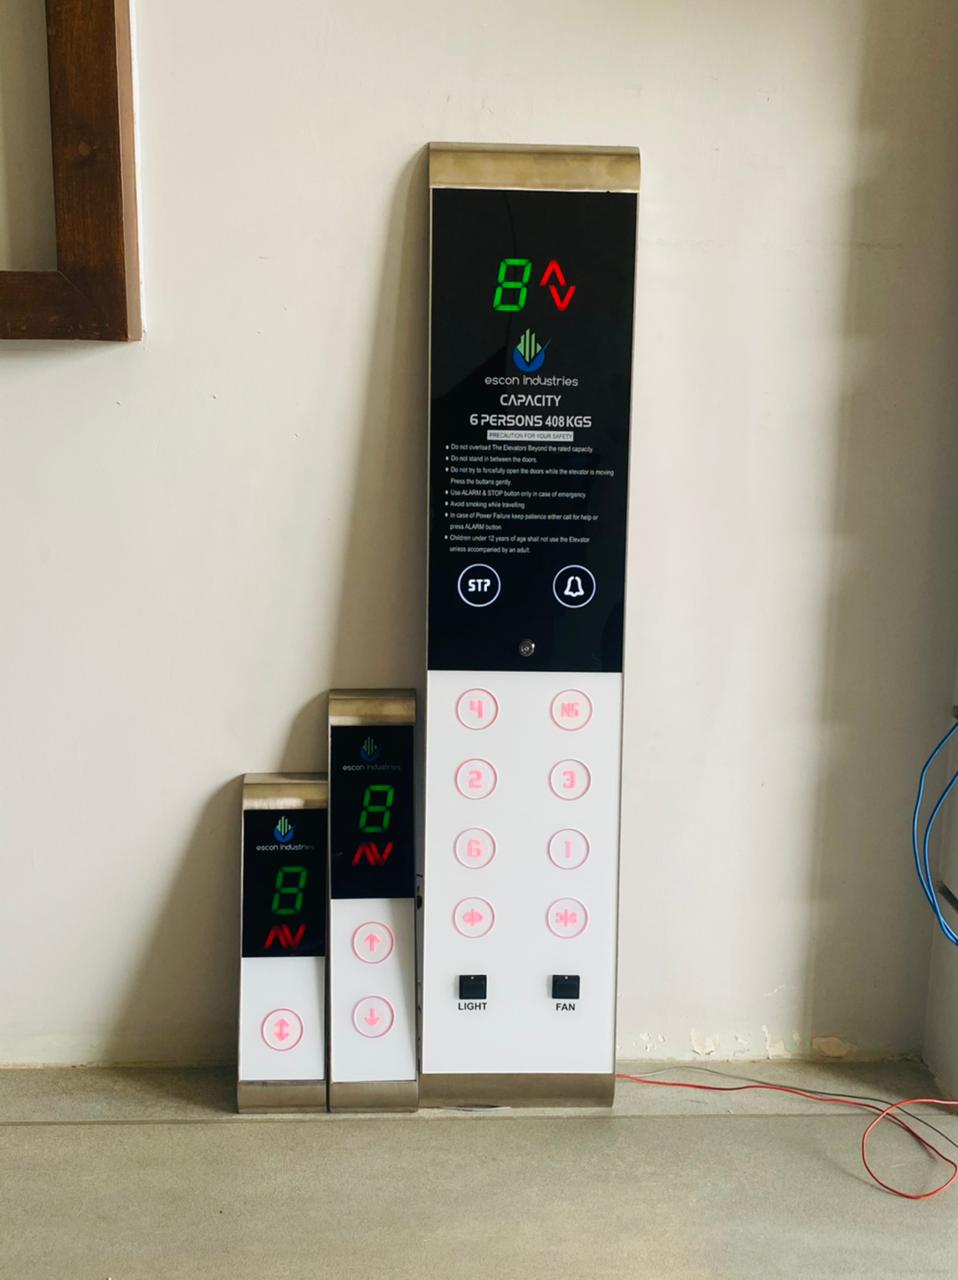 8
escon industries
CAPACITY
6 PERSONS 408 KGS
PRECAUTION FOR YOUR SAFETY
Do not overload The Elevators Beyond the rated capacity.
Do not stand in between the doors.
Do not try to forcefully open the doors while the elevator is moving
Press the buttons gently.
Use ALARM & STOP button only in case of emergency.
Avoid smoking while travelling
In case of Power Failure keep patience either call for help or
press ALARM button
Children under 12 years of age shall not use the Elevator
unless accompanied by an adult.
STP
4 NS
2 3
G 1
LIGHT FAN
escon industries
8
escon industries
8